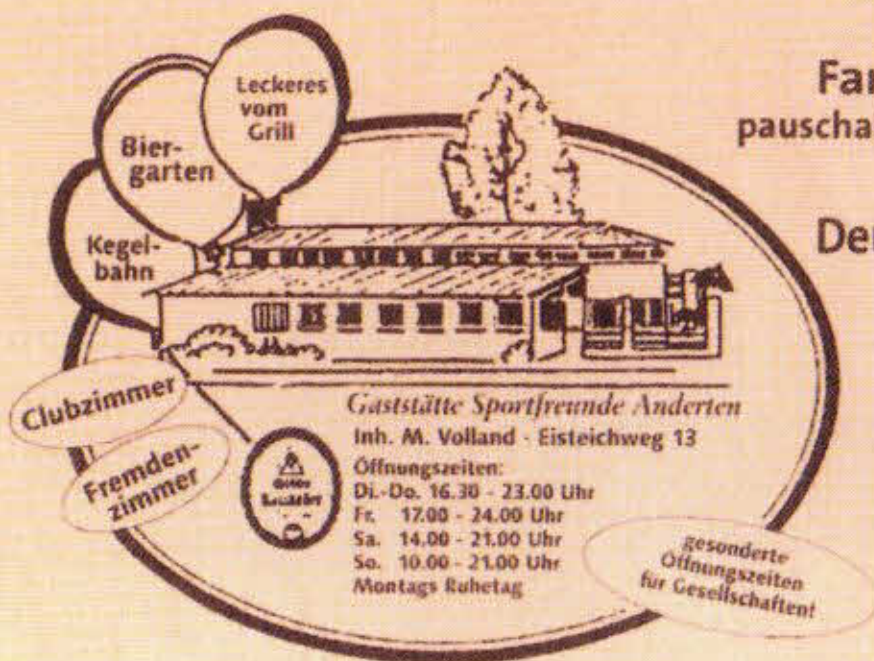 Leckeres
vom
Grill
Bier-
garten
Kegel-
bahn
Clubzimmer
Fremden-
zimmer
Gaststätte Sportfreunde Anderten
Inh. M. Volland - Eisteichweg 13
Öffnungszeiten:
Di.-Do. 16.30 - 23.00 Uhr
Fr. 17.00 - 24.00 Uhr
Sa. 14.00 - 21.00 Uhr
So. 10.00 - 21.00 Uhr
Montags Ruhetag
gesonderte
Öffnungszeiten
für Gesellschaften!